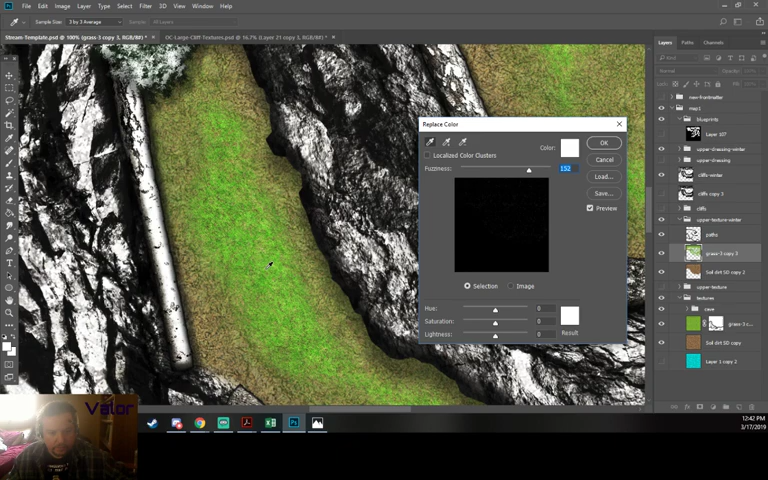 File Edit Image Layer Type Select Filter 3D View Window Help
Sample Size: 3 by 3 Average
Stream-Template.psd @ 100% (grass-3 copy 3, RGB/8#) *
OC-Large-Cliff-Textures.psd @ 16.7% (Layer 21 copy 3, RGB/8#) *
Replace Color
Localized Color Clusters
Color:
Fuzziness:
152
OK
Cancel
Load...
Save...
Preview
Selection
Image
Hue:
0
Saturation:
0
Lightness:
0
Result
Layers Paths Channels
new-frontmatter
map1
blueprints
Layer 107
upper-dressing-winter
upper-dressing
cliffs-winter
cliffs copy 3
cliffs
upper-texture-winter
paths
grass-3 copy 3
Soil dirt SD copy 2
upper-texture
textures
cave
grass-3 c...
Soil dirt SD copy
Layer 1 copy 2
Valor
12:42 PM
3/17/2019